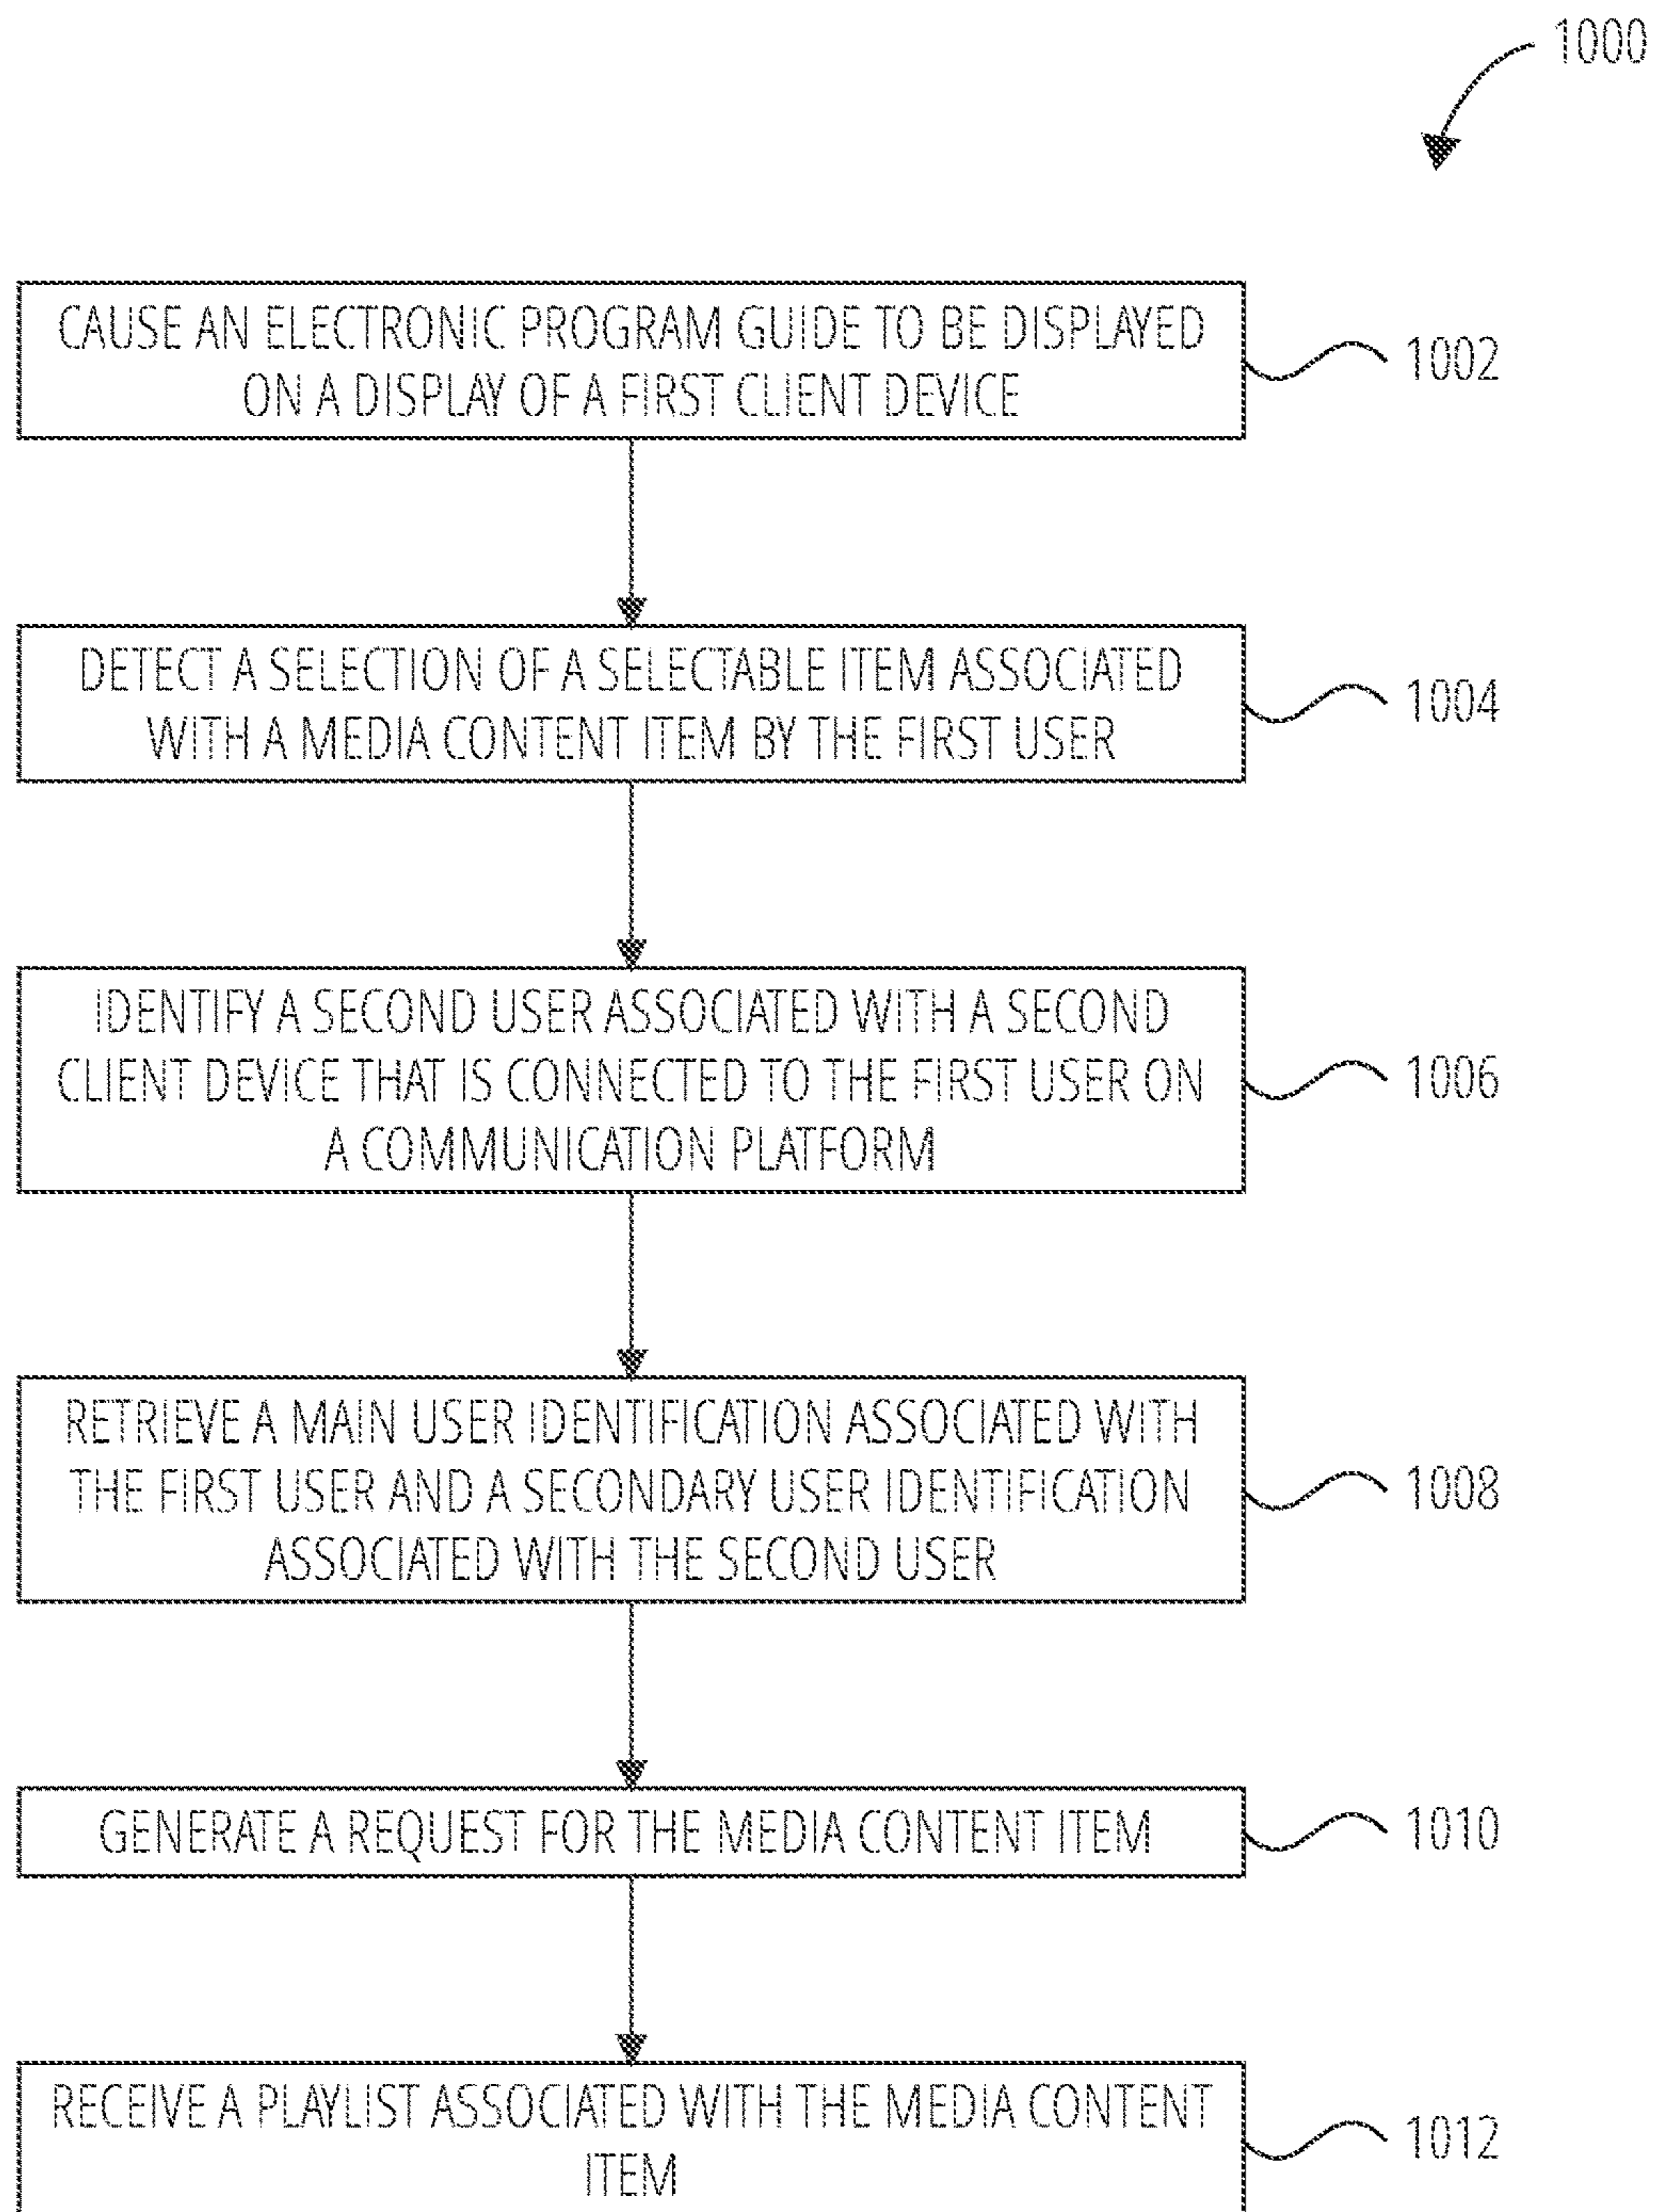 1000
CAUSE AN ELECTRONIC PROGRAM GUIDE TO BE DISPLAYED
ON A DISPLAY OF A FIRST CLIENT DEVICE
1002
DETECT A SELECTION OF A SELECTABLE ITEM ASSOCIATED
WITH A MEDIA CONTENT ITEM BY THE FIRST USER
1004
IDENTIFY A SECOND USER ASSOCIATED WITH A SECOND
CLIENT DEVICE THAT IS CONNECTED TO THE FIRST USER ON
A COMMUNICATION PLATFORM
1006
RETRIEVE A MAIN USER IDENTIFICATION ASSOCIATED WITH
THE FIRST USER AND A SECONDARY USER IDENTIFICATION
ASSOCIATED WITH THE SECOND USER
1008
GENERATE A REQUEST FOR THE MEDIA CONTENT ITEM
1010
RECEIVE A PLAYLIST ASSOCIATED WITH THE MEDIA CONTENT
ITEM
1012